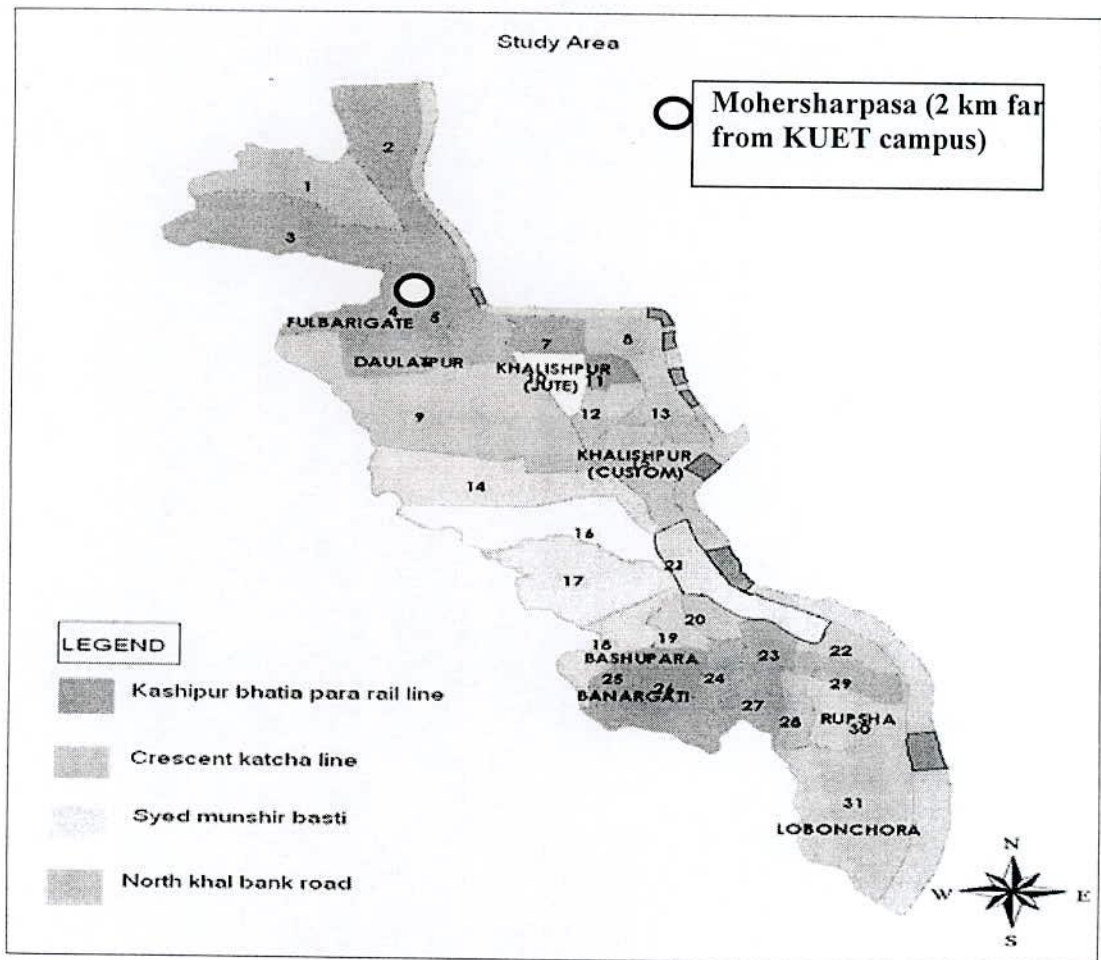 Study Area
Mohersharpasa (2 km far
from KUET campus)
2
1
3
4
5
FULBARIGATE
7
8
DAULATPUR
KHALISHPUR
10
11
(JUTE)
9
12
13
KHALISHPUR
15
(CUSTOM)
14
16
21
17
20
19
18
22
23
BASHUPARA
25
24
29
26
BANARGATI
27
RUPSHA
28
30
31
LOBONCHORA
LEGEND
Kashipur bhatia para rail line
Crescent katcha line
Syed munshir basti
North khal bank road
N
W
E
S